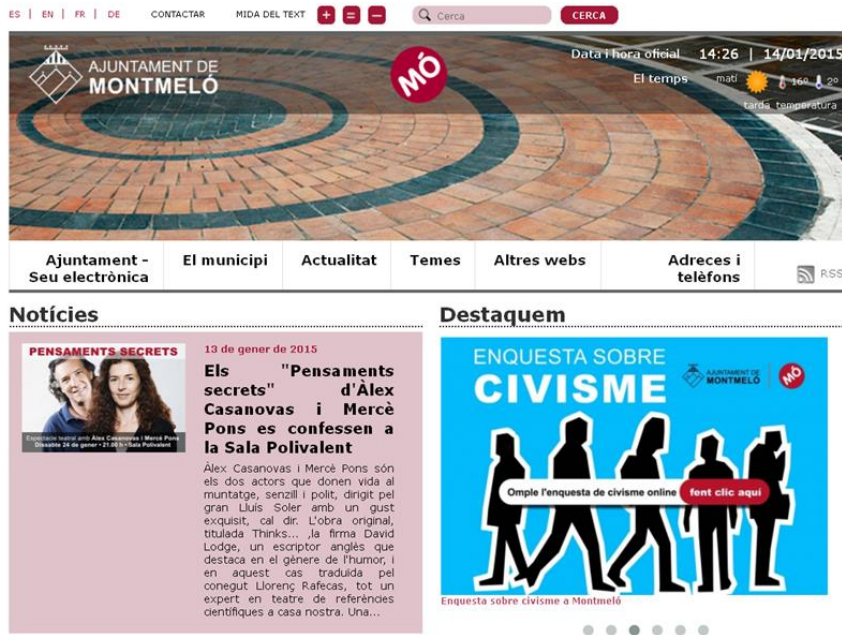 ES | EN | FR | DE CONTACTAR MIDA DEL TEXT + = − Cerca CERCA
AJUNTAMENT DE
MONTMELÓ
MÓ
Data i hora oficial 14:26 | 14/01/2015
El temps matí 16º 2º
tarda temperatura
Ajuntament - Seu electrònica
El municipi
Actualitat
Temes
Altres webs
Adreces i telèfons
RSS
Notícies
PENSAMENTS SECRETS
Espectacle teatral amb Àlex Casanovas i Mercè Pons
Dissabte 24 de gener • 21.00 h • Sala Polivalent
13 de gener de 2015
Els "Pensaments
secrets" d'Àlex
Casanovas i Mercè
Pons es confessen a
la Sala Polivalent
Àlex Casanovas i Mercè Pons són
els dos actors que donen vida al
muntatge, senzill i polit, dirigit pel
gran Lluís Soler amb un gust
exquisit, cal dir. L'obra original,
titulada Thinks... ,la firma David
Lodge, un escriptor anglès que
destaca en el gènere de l'humor, i
en aquest cas traduïda pel
conegut Llorenç Rafecas, tot un
expert en teatre de referències
científiques a casa nostra. Una...
Destaquem
ENQUESTA SOBRE
CIVISME
AJUNTAMENT DE
MONTMELÓ
MÓ
Omple l'enquesta de civisme online fent clic aquí
Enquesta sobre civisme a Montmeló